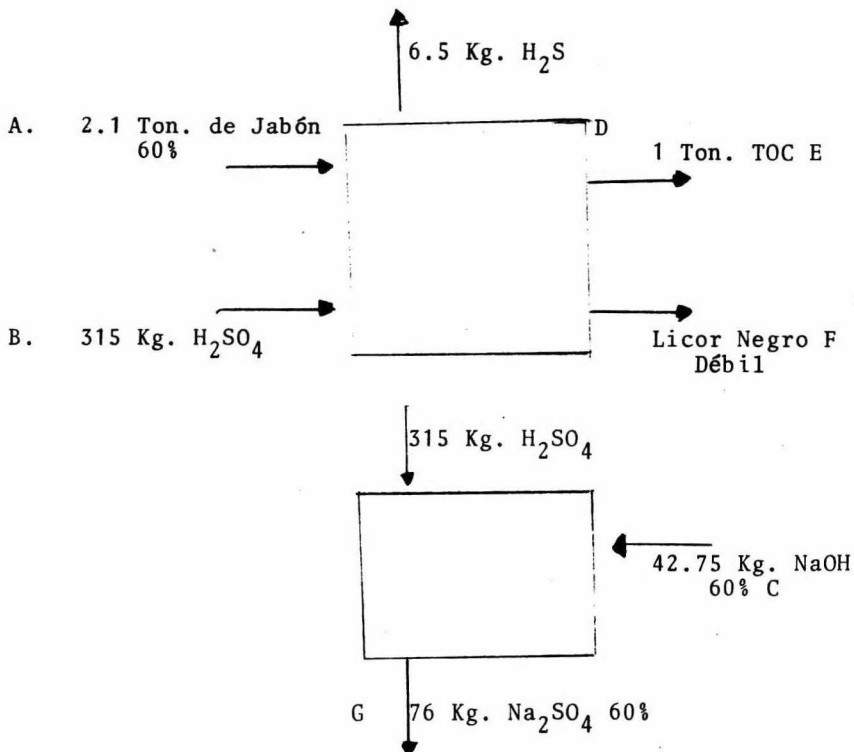 6.5 Kg. H₂S
A. 2.1 Ton. de Jabón
60%
D
1 Ton. TOC E
B. 315 Kg. H₂SO₄
Licor Negro F
Débil
315 Kg. H₂SO₄
42.75 Kg. NaOH
60% C
G 76 Kg. Na₂SO₄ 60%